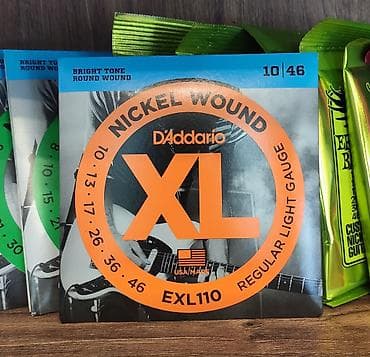 BRIGHT TONE
ROUND WOUND
10|46
NICKEL WOUND
D'Addario
XL
10 · 13 · 17 · 26 · 36 · 46
REGULAR LIGHT GAUGE
USA/MADE
EXL110